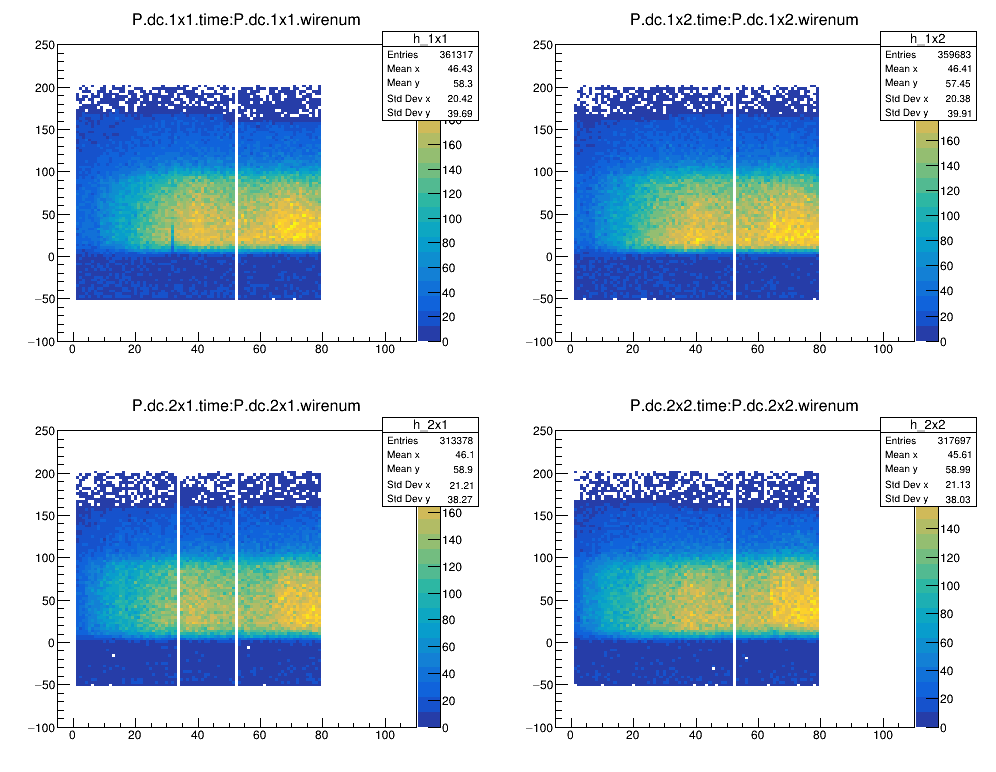 P.dc.1x1.time:P.dc.1x1.wirenum
h_1x1
Entries 361317
Mean x 46.43
Mean y 58.3
Std Dev x 20.42
Std Dev y 39.69
250
200
150
100
50
0
−50
−100
0 20 40 60 80 100
160
140
120
100
80
60
40
20
0
P.dc.1x2.time:P.dc.1x2.wirenum
h_1x2
Entries 359683
Mean x 46.41
Mean y 57.45
Std Dev x 20.38
Std Dev y 39.91
250
200
150
100
50
0
−50
−100
0 20 40 60 80 100
160
140
120
100
80
60
40
20
0
P.dc.2x1.time:P.dc.2x1.wirenum
h_2x1
Entries 313378
Mean x 46.1
Mean y 58.9
Std Dev x 21.21
Std Dev y 38.27
250
200
150
100
50
0
−50
−100
0 20 40 60 80 100
160
140
120
100
80
60
40
20
0
P.dc.2x2.time:P.dc.2x2.wirenum
h_2x2
Entries 317697
Mean x 45.61
Mean y 58.99
Std Dev x 21.13
Std Dev y 38.03
250
200
150
100
50
0
−50
−100
0 20 40 60 80 100
140
120
100
80
60
40
20
0